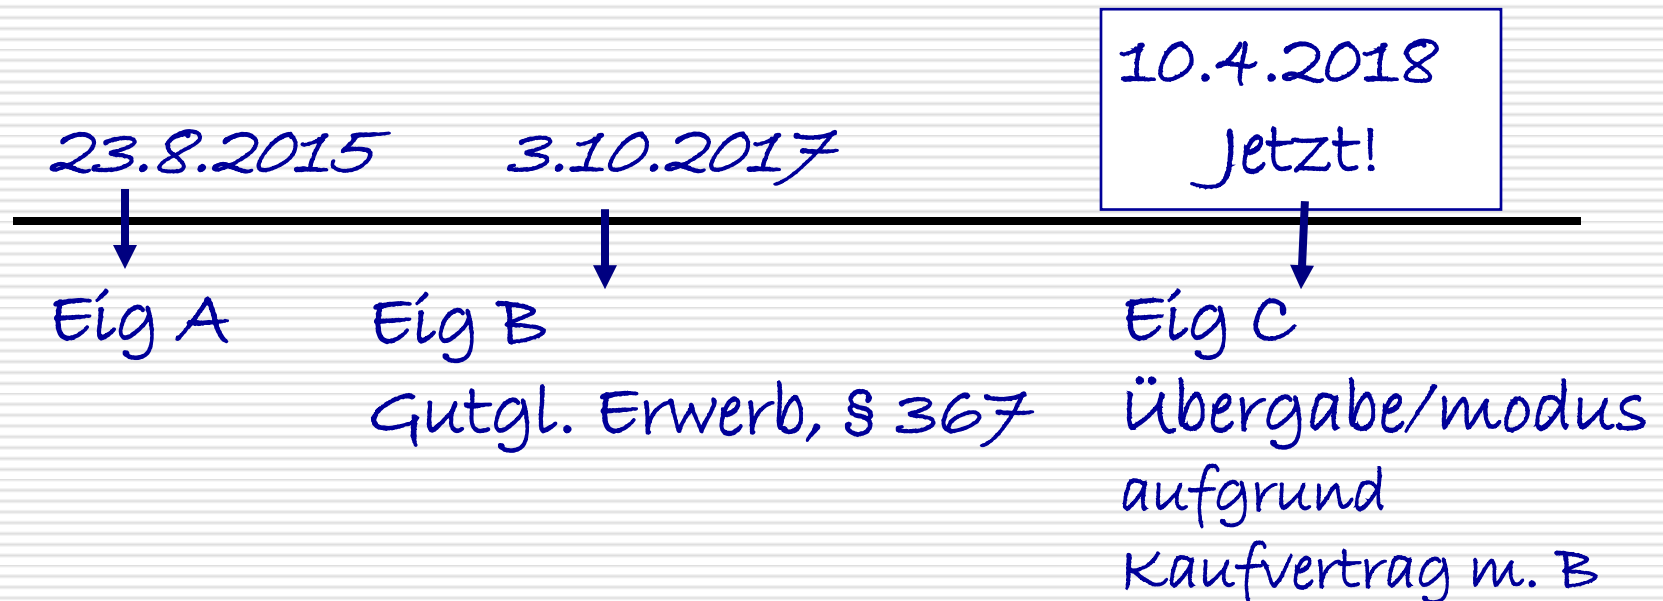 10.4.2018
Jetzt!
23.8.2015
3.10.2017
Eig A
Eig B
Gutgl. Erwerb, § 367
Eig C
Übergabe/modus
aufgrund
Kaufvertrag m. B